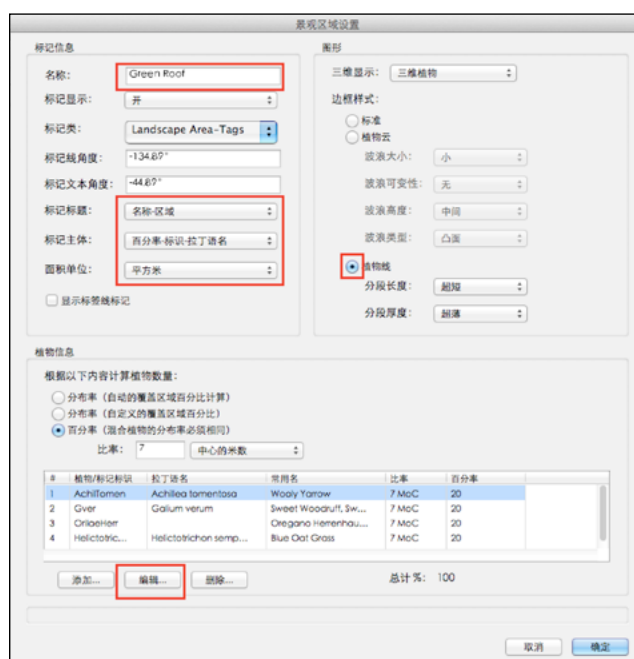 景观区域设置
标记信息
名称: Green Roof
标记显示: 开
标记类: Landscape Area-Tags
标记线角度: -134.89°
标记文本角度: -44.89°
标记标题: 名称-区域
标记主体: 百分率-标识-拉丁语名
面积单位: 平方米
显示标签线标记
图形
三维显示: 三维植物
边框样式:
标准
植物云
波浪大小: 小
波浪可变性: 无
波浪高度: 中间
波浪类型: 凸面
植物线
分段长度: 超短
分段厚度: 超薄
植物信息
根据以下内容计算植物数量:
分布率（自动的覆盖区域百分比计算）
分布率（自定义的覆盖区域百分比）
百分率（混合植物的分布率必须相同）
比率: 7 中心的米数
# 植物/标记标识 拉丁语名 常用名 比率 百分率
1 AchilTomen Achillea tomentosa Wooly Yarrow 7 MoC 20
2 Gver Galium verum Sweet Woodruff, Sw... 7 MoC 20
3 OrlaeHerr Oregano Herrenhau... 7 MoC 20
4 Helictotric... Helictotrichon semp... Blue Oat Grass 7 MoC 20
添加... 编辑... 删除... 总计 %: 100
取消 确定